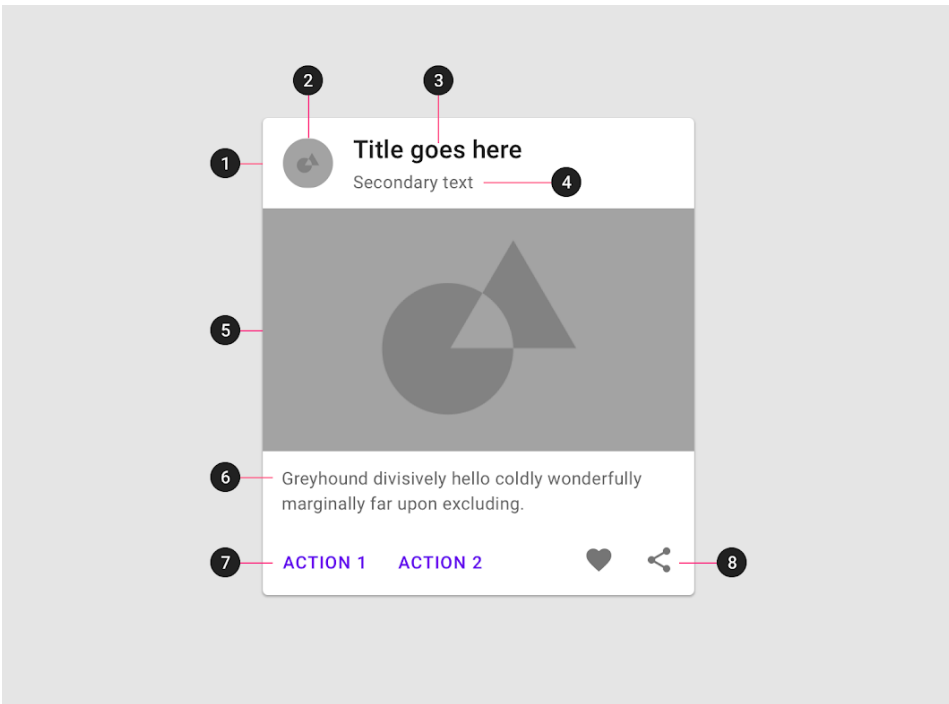 2 3
1 Title goes here
Secondary text 4
5
6 Greyhound divisively hello coldly wonderfully
marginally far upon excluding.
7 ACTION 1 ACTION 2 8